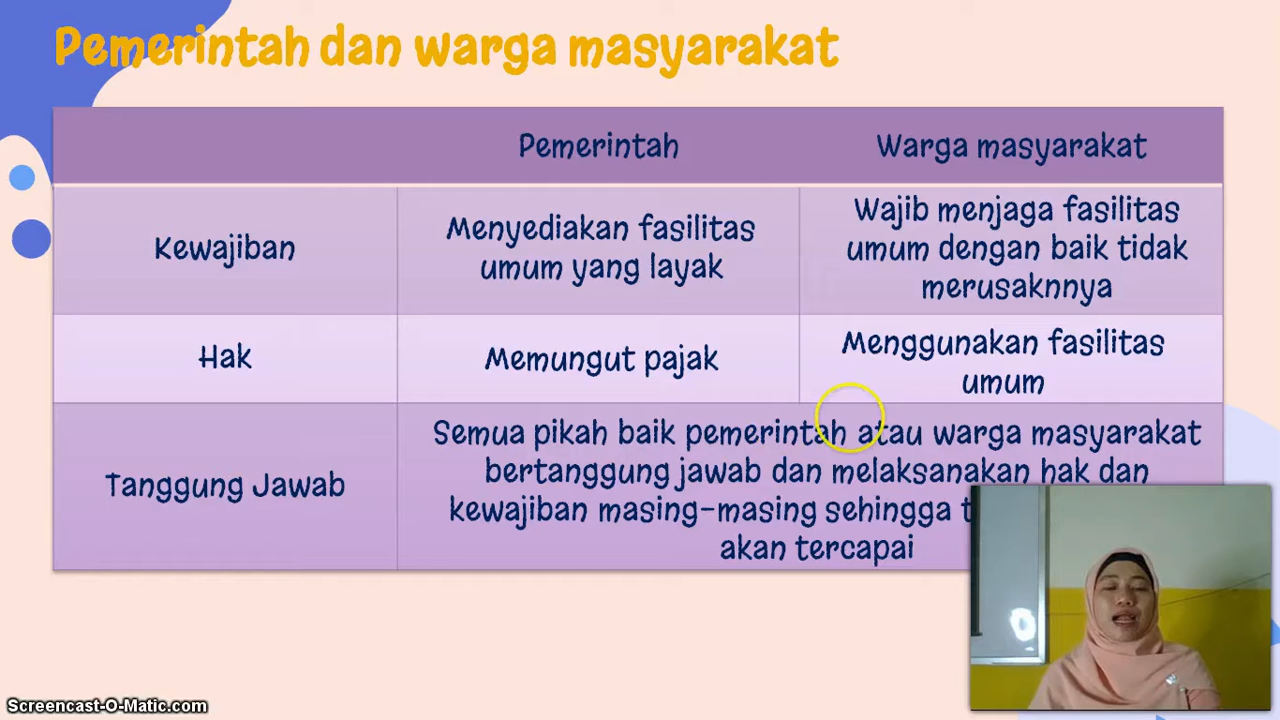 Pemerintah dan warga masyarakat
Pemerintah
Warga masyarakat
Kewajiban
Menyediakan fasilitas
umum yang layak
Wajib menjaga fasilitas
umum dengan baik tidak
merusaknnya
Hak
Memungut pajak
Menggunakan fasilitas
umum
Tanggung Jawab
Semua pikah baik pemerintah atau warga masyarakat
bertanggung jawab dan melaksanakan hak dan
kewajiban masing-masing sehingga
akan tercapai
Screencast-O-Matic.com